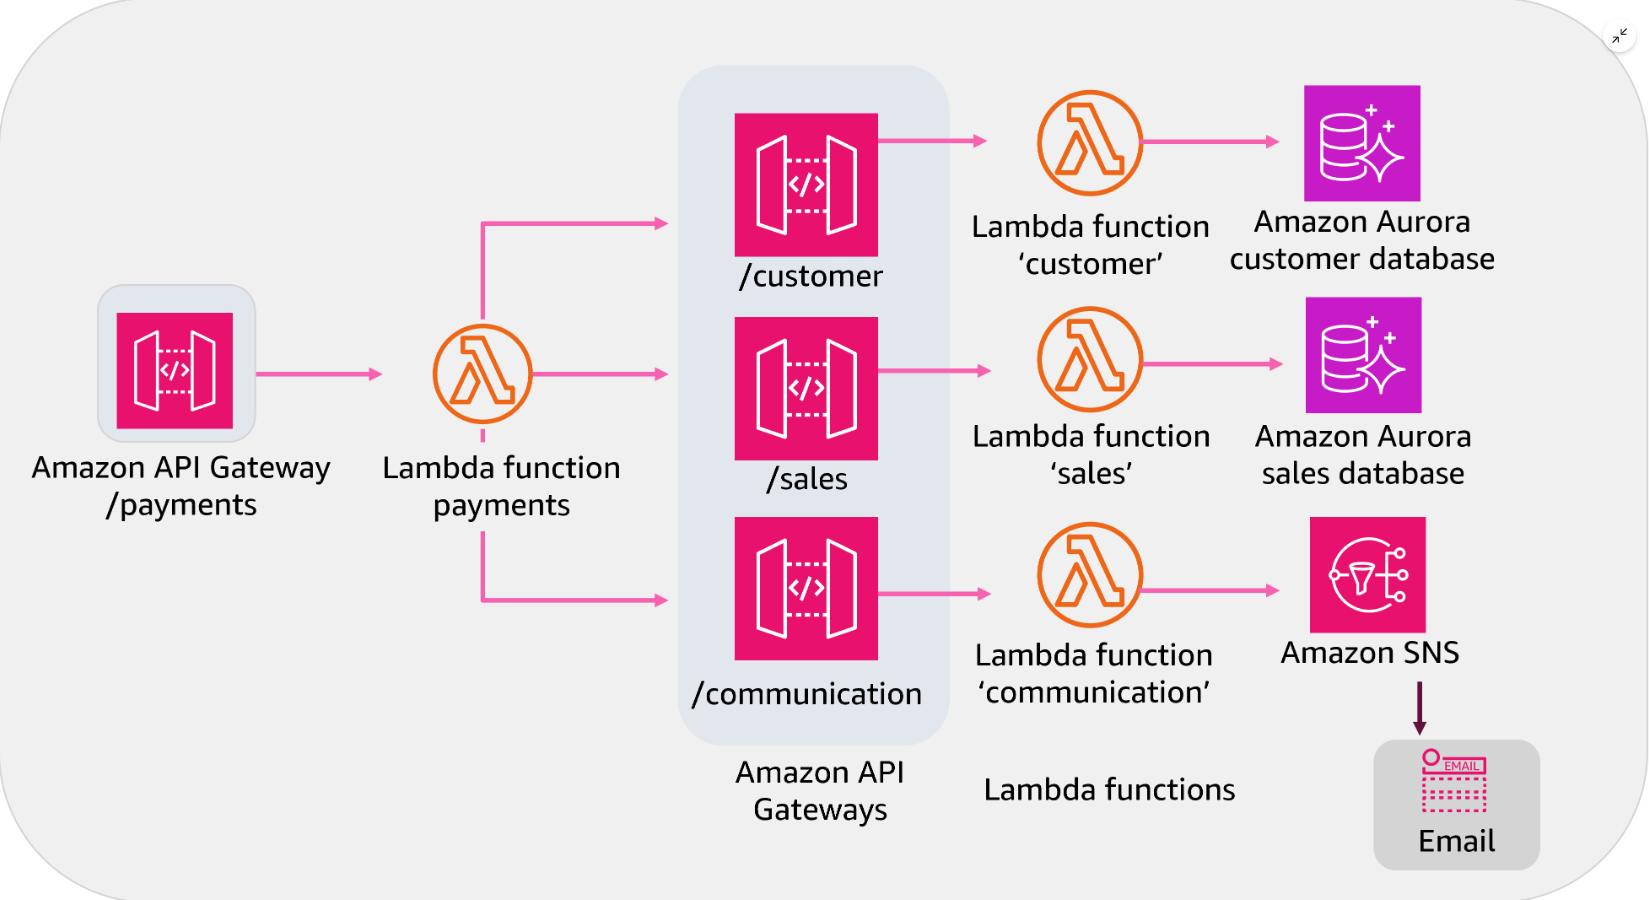 Amazon API Gateway
/payments
Lambda function
payments
</>
/customer
</>
/sales
</>
/communication
</>
Amazon API
Gateways
Lambda function
‘customer’
Lambda function
‘sales’
Lambda function
‘communication’
Lambda functions
Amazon Aurora
customer database
Amazon Aurora
sales database
Amazon SNS
EMAIL
Email